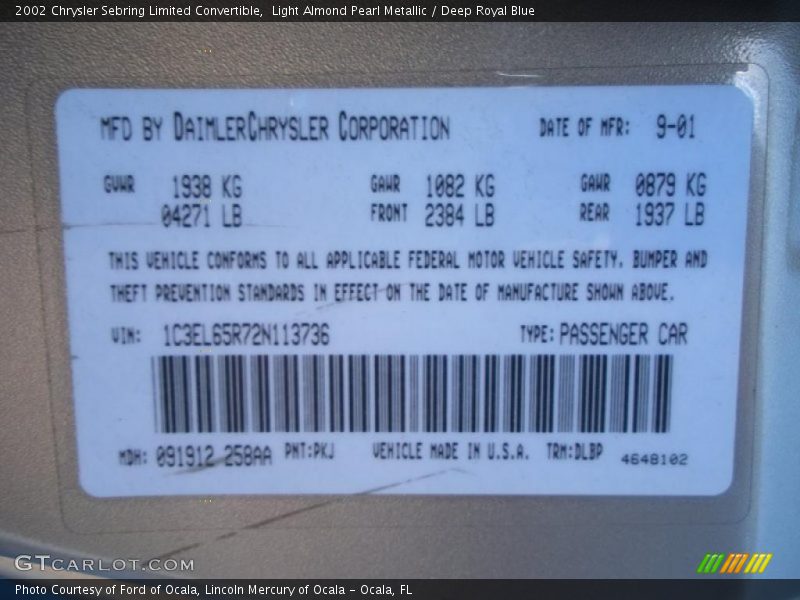 2002 Chrysler Sebring Limited Convertible,  Light Almond Pearl Metallic / Deep Royal Blue
MFD BY DAIMLERCHRYSLER CORPORATION DATE OF MFR: 9-01
GVWR 1938 KG GAWR 1082 KG GAWR 0879 KG
04271 LB FRONT 2384 LB REAR 1937 LB
THIS VEHICLE CONFORMS TO ALL APPLICABLE FEDERAL MOTOR VEHICLE SAFETY, BUMPER AND
THEFT PREVENTION STANDARDS IN EFFECT ON THE DATE OF MANUFACTURE SHOWN ABOVE.
VIN: 1C3EL65R72N113736 TYPE: PASSENGER CAR
MDH: 091912 258AA PNT:PKJ VEHICLE MADE IN U.S.A. TRM:DLBP 4648102
GTCARLOT.COM
Photo Courtesy of Ford of Ocala, Lincoln Mercury of Ocala - Ocala, FL